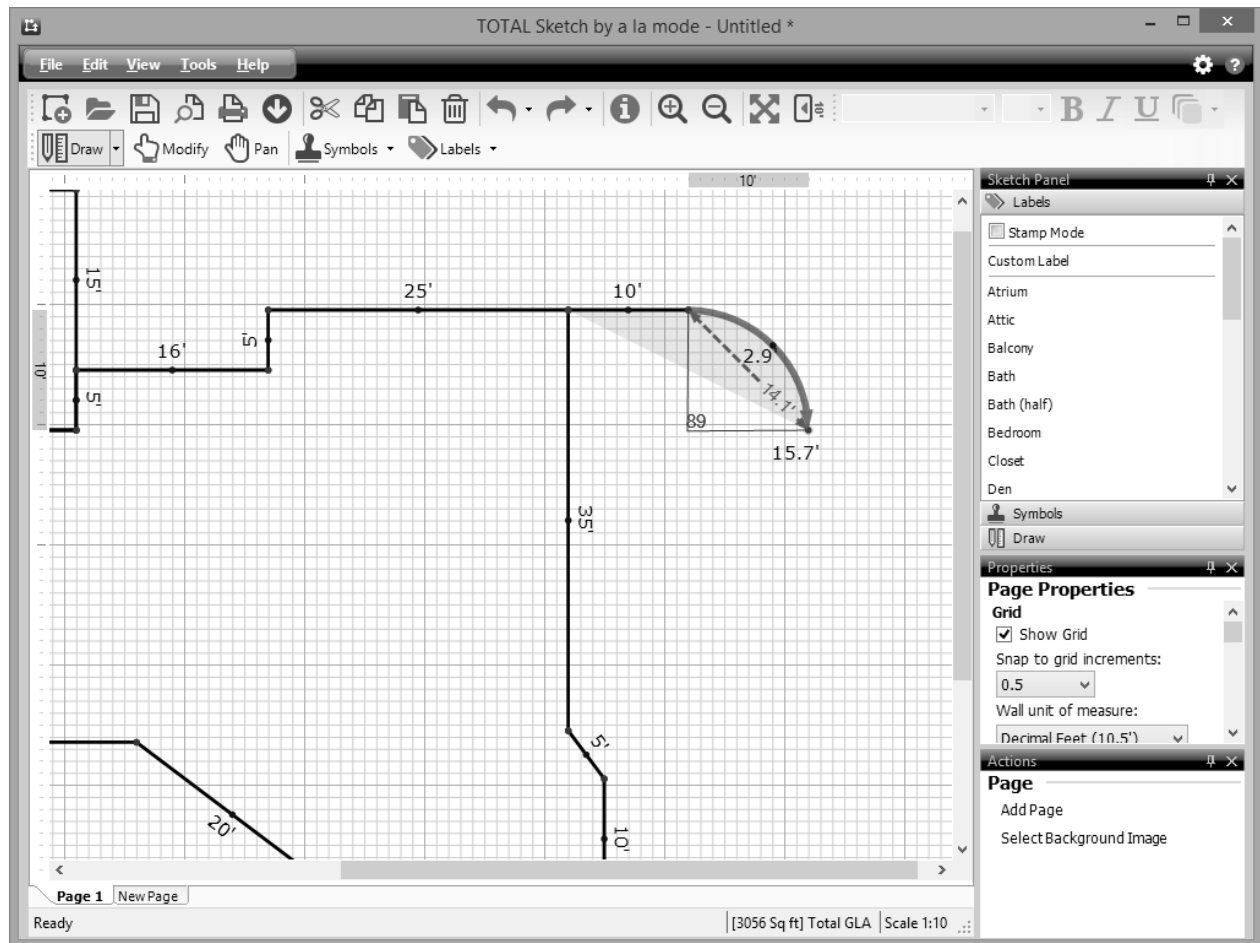 TOTAL Sketch by a la mode - Untitled *
File Edit View Tools Help
B I U
Draw Modify Pan Symbols Labels
10'
Sketch Panel
Labels
Stamp Mode
Custom Label
Atrium
Attic
Balcony
Bath
Bath (half)
Bedroom
Closet
Den
Symbols
Draw
15'
25'
10'
5'
16'
10'
5'
2.9
14.1'
89
15.7'
35'
5'
20'
10'
Properties
Page Properties
Grid
Show Grid
Snap to grid increments:
0.5
Wall unit of measure:
Decimal Feet (10.5')
Actions
Page
Add Page
Select Background Image
Page 1 New Page
Ready [3056 Sq ft] Total GLA Scale 1:10